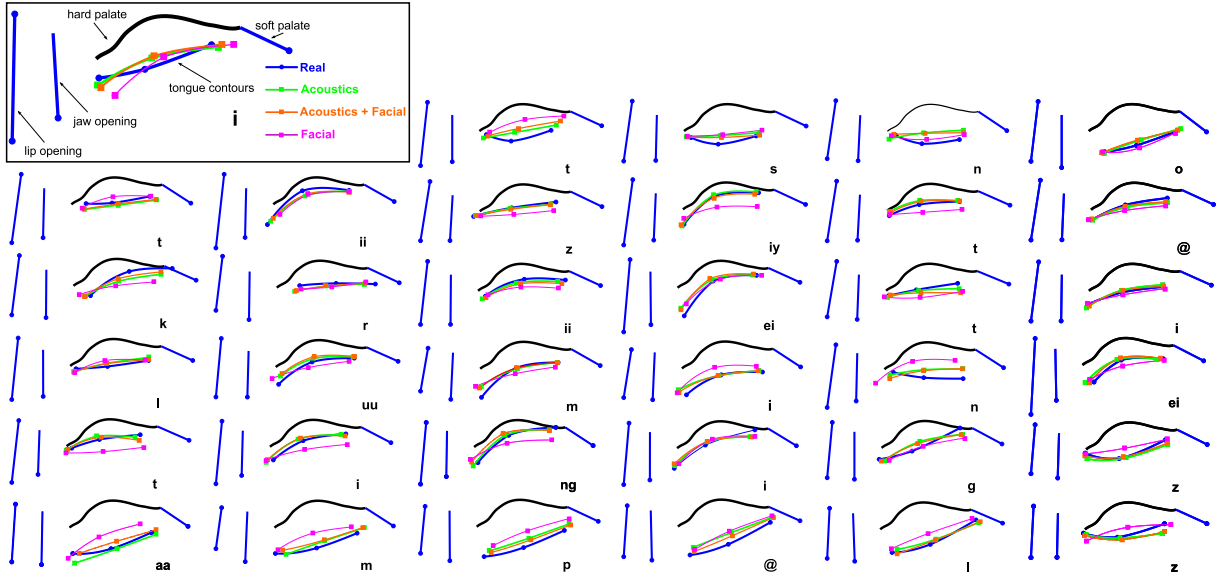 hard palate
soft palate
Real
Acoustics
tongue contours
Acoustics + Facial
jaw opening
i
Facial
lip opening
t s n o
t ii z iy t @
k r ii ei t i
l uu m i n ei
t i ng i g z
aa m p @ l z